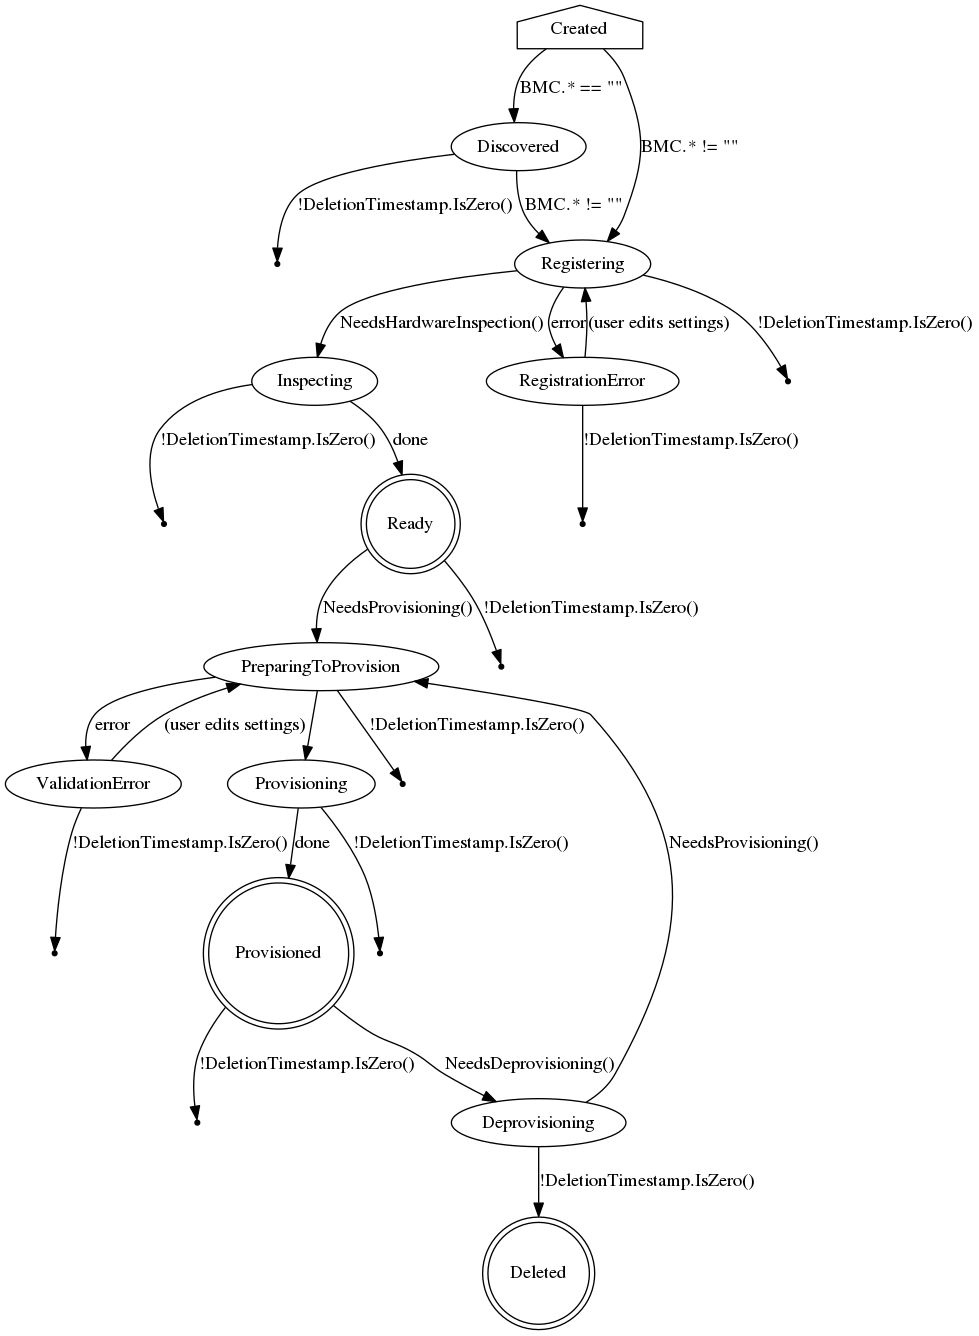 Created
BMC.* == ""
BMC.* != ""
Discovered
!DeletionTimestamp.IsZero()
BMC.* != ""
Registering
NeedsHardwareInspection()
error
(user edits settings)
!DeletionTimestamp.IsZero()
Inspecting
RegistrationError
!DeletionTimestamp.IsZero()
done
!DeletionTimestamp.IsZero()
Ready
NeedsProvisioning()
!DeletionTimestamp.IsZero()
PreparingToProvision
error
(user edits settings)
!DeletionTimestamp.IsZero()
ValidationError
Provisioning
!DeletionTimestamp.IsZero()
done
!DeletionTimestamp.IsZero()
NeedsProvisioning()
Provisioned
!DeletionTimestamp.IsZero()
NeedsDeprovisioning()
Deprovisioning
!DeletionTimestamp.IsZero()
Deleted